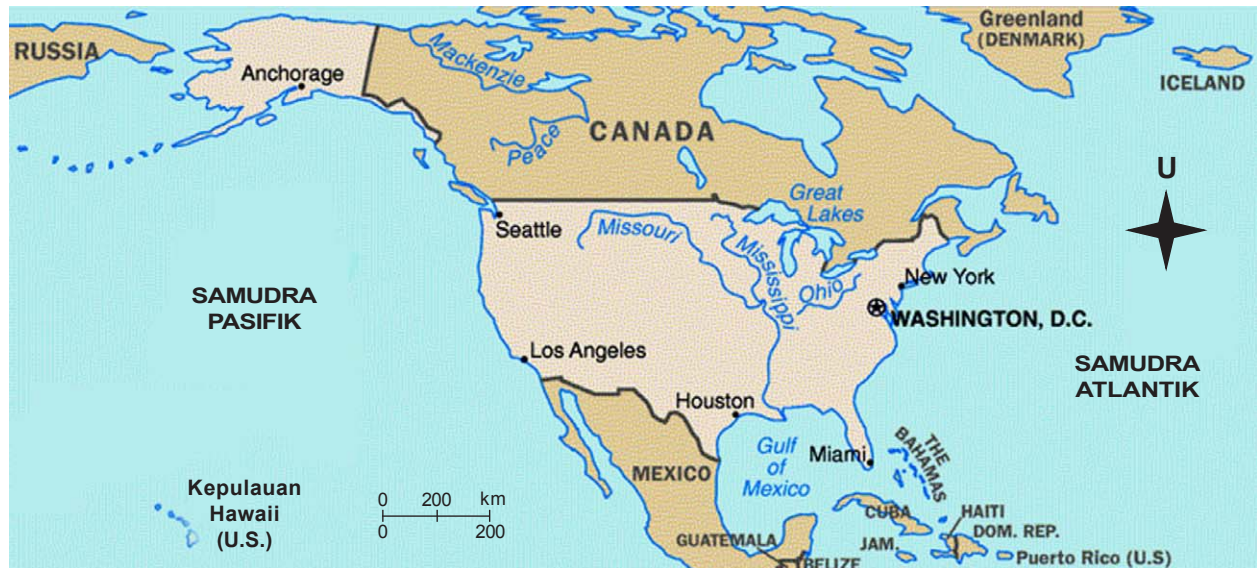 Greenland
(DENMARK)
RUSSIA
ICELAND
Anchorage
Mackenzie
CANADA
Peace
U
Great
Lakes
Seattle
Missouri
Mississippi
Ohio
New York
WASHINGTON, D.C.
SAMUDRA
PASIFIK
Los Angeles
SAMUDRA
ATLANTIK
Houston
Gulf
of
Mexico
Miami
THE
BAHAMAS
MEXICO
Kepulauan
Hawaii
(U.S.)
0 200 km
0 200
CUBA
HAITI
DOM. REP.
GUATEMALA
JAM.
BELIZE
Puerto Rico (U.S)